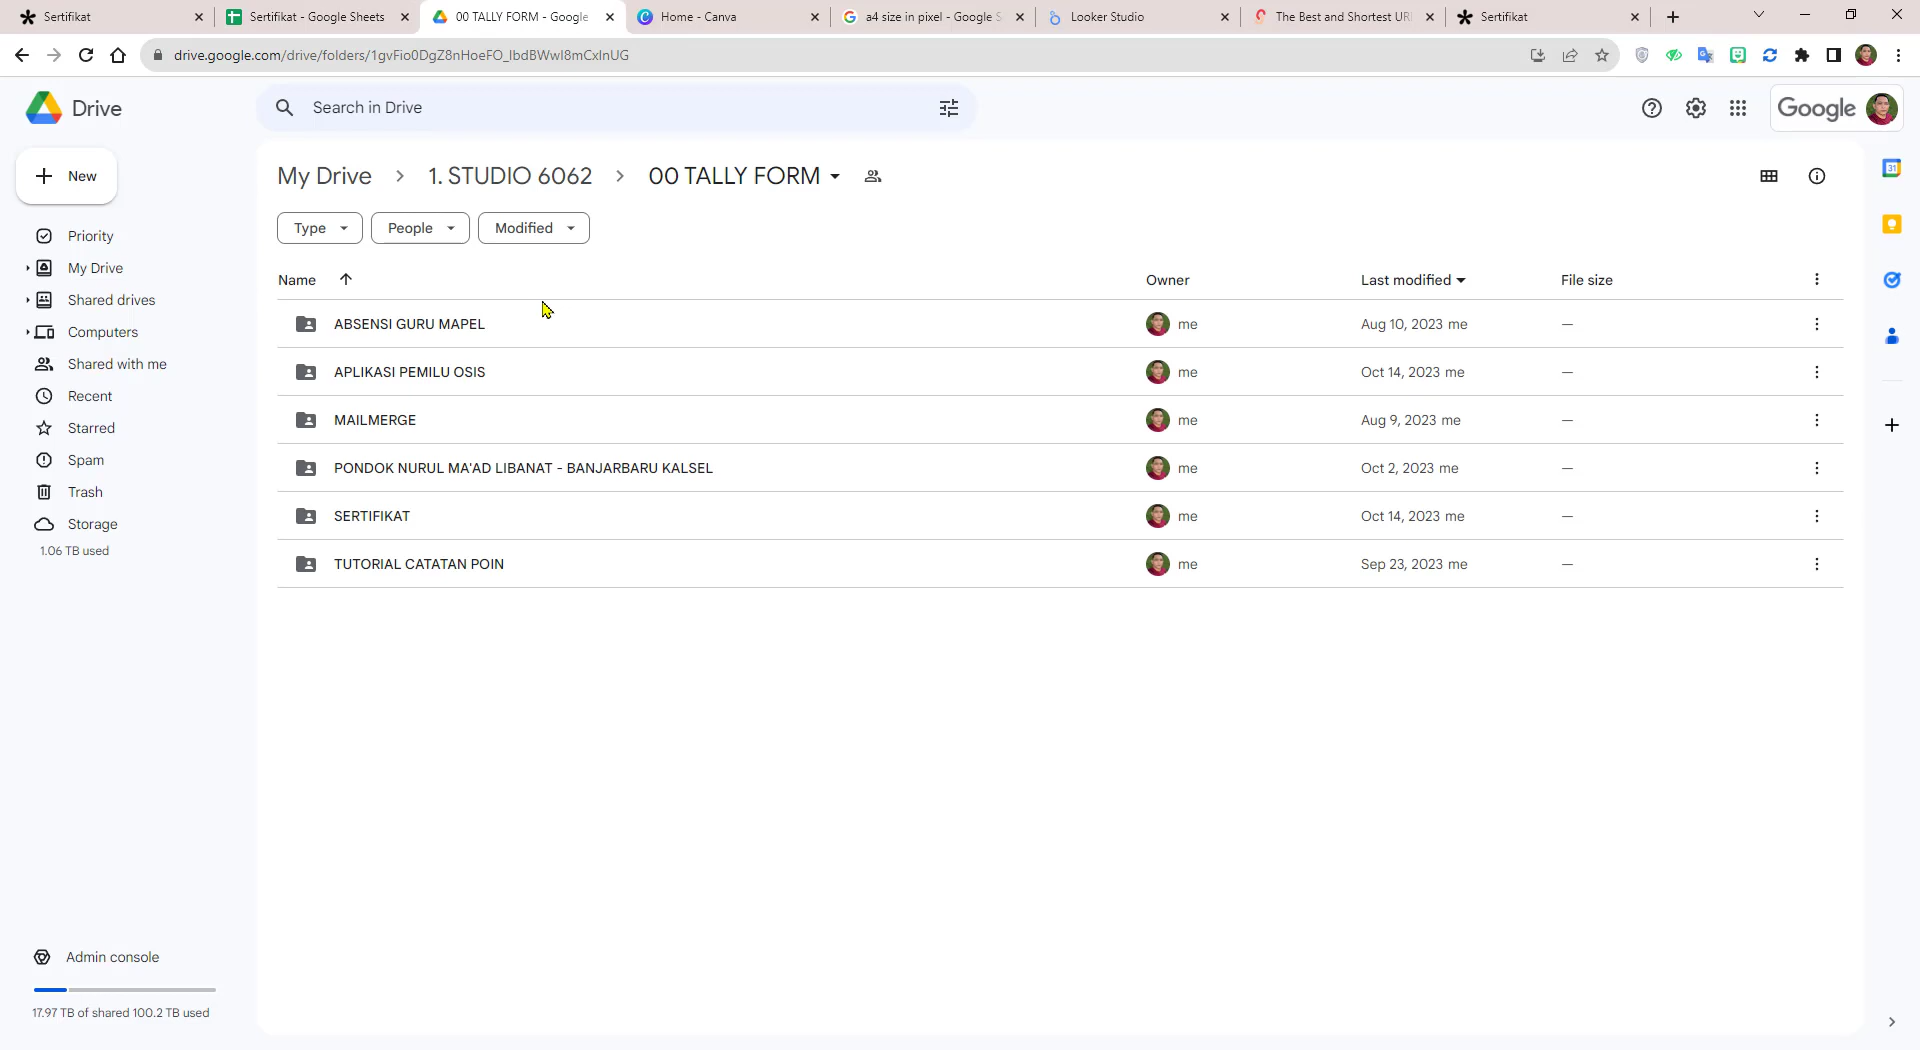 Sertifikat
Sertifikat - Google Sheets
00 TALLY FORM - Google
Home - Canva
a4 size in pixel - Google S
Looker Studio
The Best and Shortest UR
Sertifikat
drive.google.com/drive/folders/1gvFio0DgZ8nHoeFO_lbdBWwI8mCxlnUG
Drive
Search in Drive
Google
New
My Drive > 1. STUDIO 6062 > 00 TALLY FORM
31
Type
People
Modified
Priority
My Drive
Shared drives
Computers
Shared with me
Recent
Starred
Spam
Trash
Storage
1.06 TB used
Name Owner Last modified File size
ABSENSI GURU MAPEL me Aug 10, 2023 me —
APLIKASI PEMILU OSIS me Oct 14, 2023 me —
MAILMERGE me Aug 9, 2023 me —
PONDOK NURUL MA'AD LIBANAT - BANJARBARU KALSEL me Oct 2, 2023 me —
SERTIFIKAT me Oct 14, 2023 me —
TUTORIAL CATATAN POIN me Sep 23, 2023 me —
Admin console
17.97 TB of shared 100.2 TB used